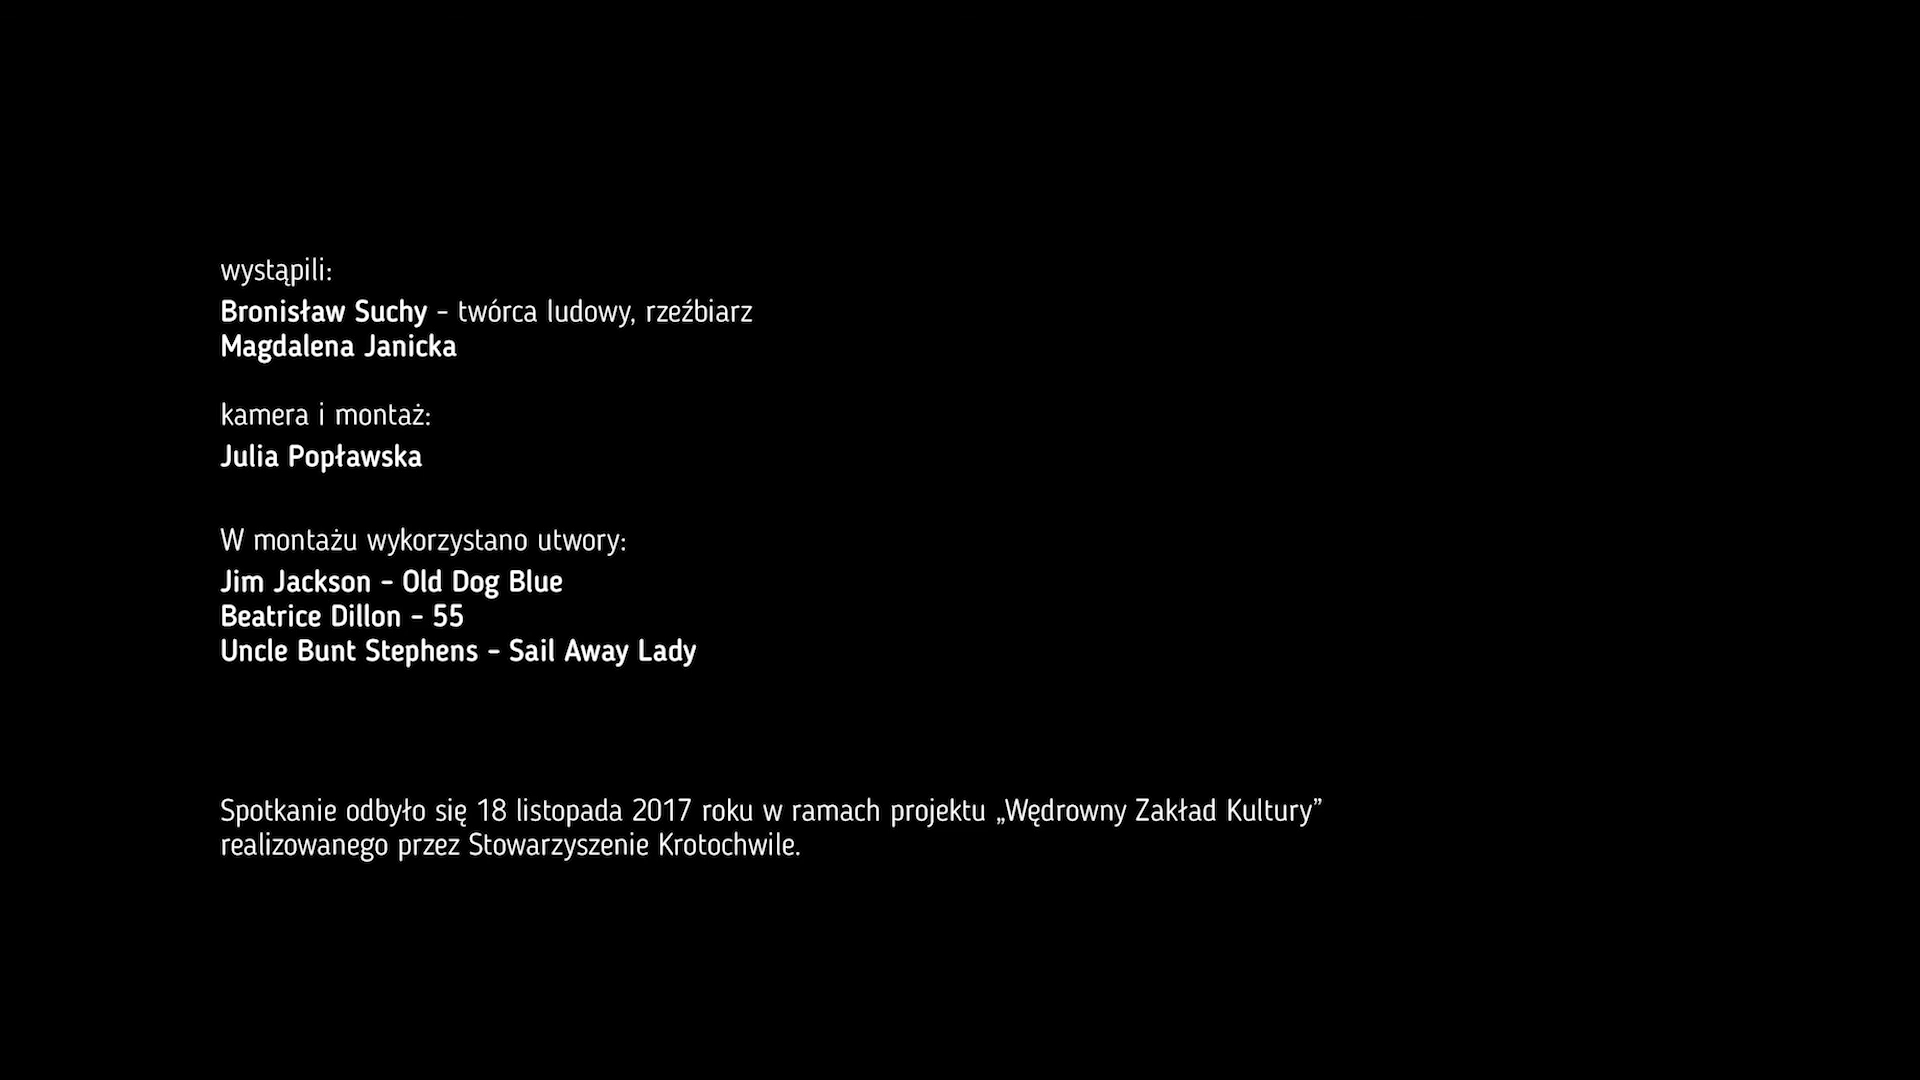 wystąpili:
Bronisław Suchy - twórca ludowy, rzeźbiarz
Magdalena Janicka
kamera i montaż:
Julia Popławska
W montażu wykorzystano utwory:
Jim Jackson - Old Dog Blue
Beatrice Dillon - 55
Uncle Bunt Stephens - Sail Away Lady
Spotkanie odbyło się 18 listopada 2017 roku w ramach projektu „Wędrowny Zakład Kultury”
realizowanego przez Stowarzyszenie Krotochwile.